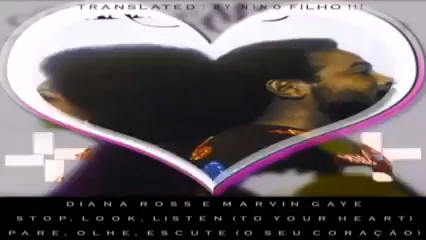 TRANSLATED : BY NINO FILHO !!!
DIANA ROSS E MARVIN GAYE
STOP, LOOK, LISTEN (TO YOUR HEART)
PARE, OLHE, ESCUTE (O SEU CORAÇÃO)